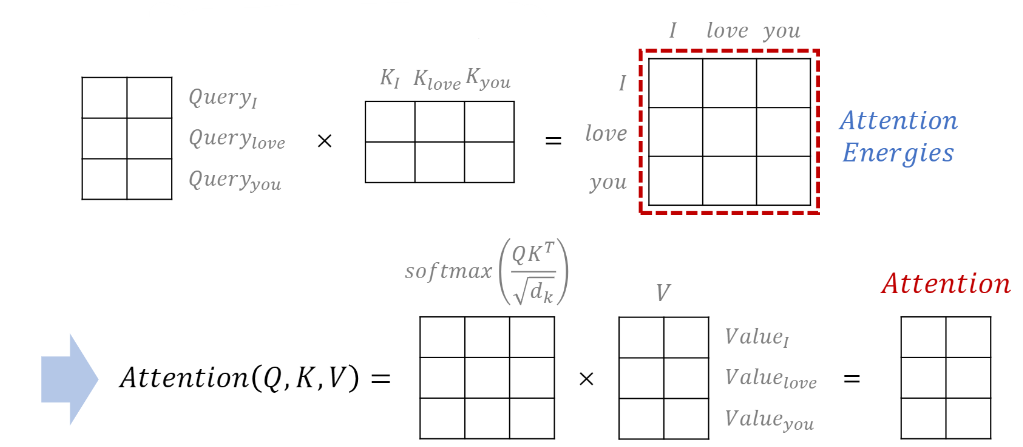 I love you
K_I K_love K_you
Query_I
Query_love
Query_you
×
=
I
love
you
Attention
Energies
softmax(QK^T/√d_k)
V
Attention
Attention(Q, K, V) =
×
Value_I
Value_love
Value_you
=